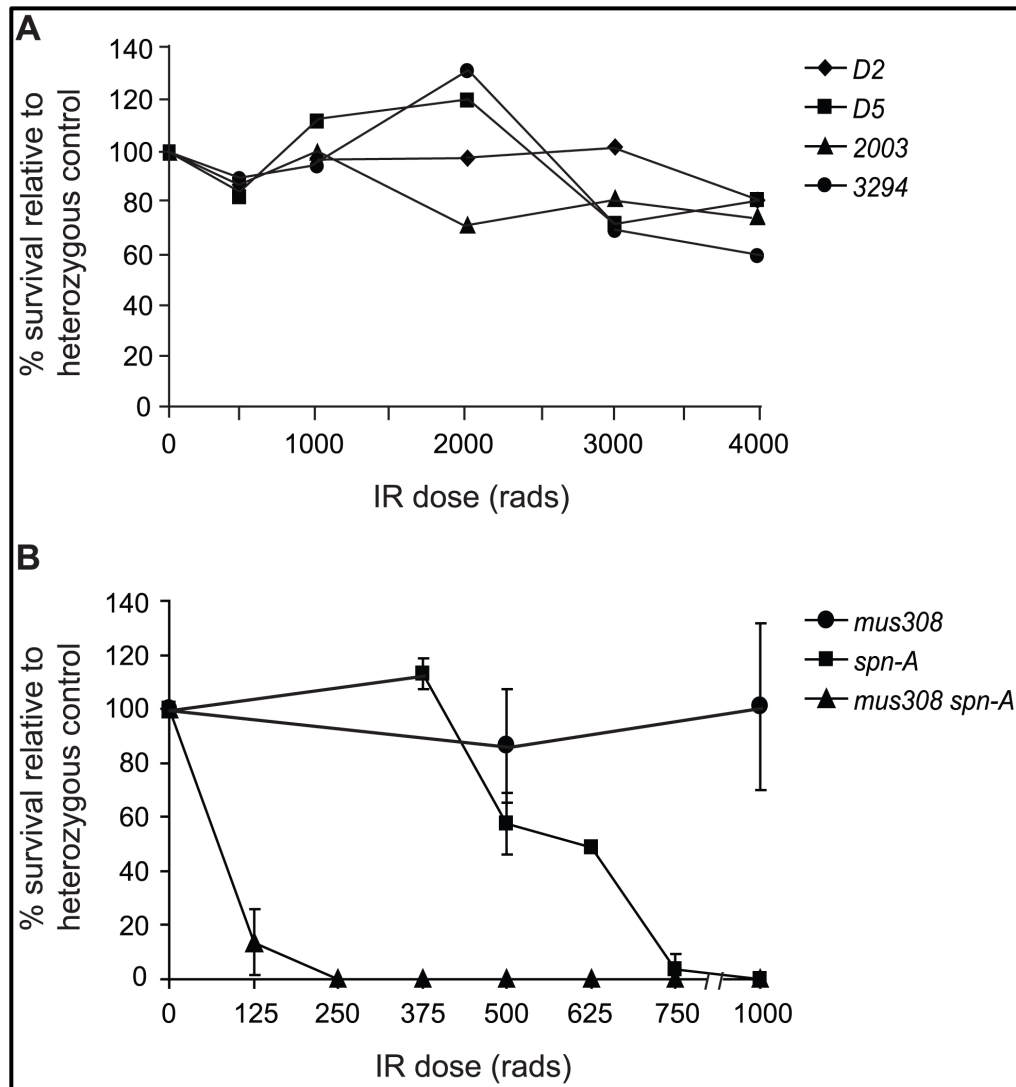 A
140
120
100
80
60
40
20
0
% survival relative to
heterozygous control
0 1000 2000 3000 4000
IR dose (rads)
D2
D5
2003
3294
B
140
120
100
80
60
40
20
0
% survival relative to
heterozygous control
0 125 250 375 500 625 750 1000
IR dose (rads)
mus308
spn-A
mus308 spn-A